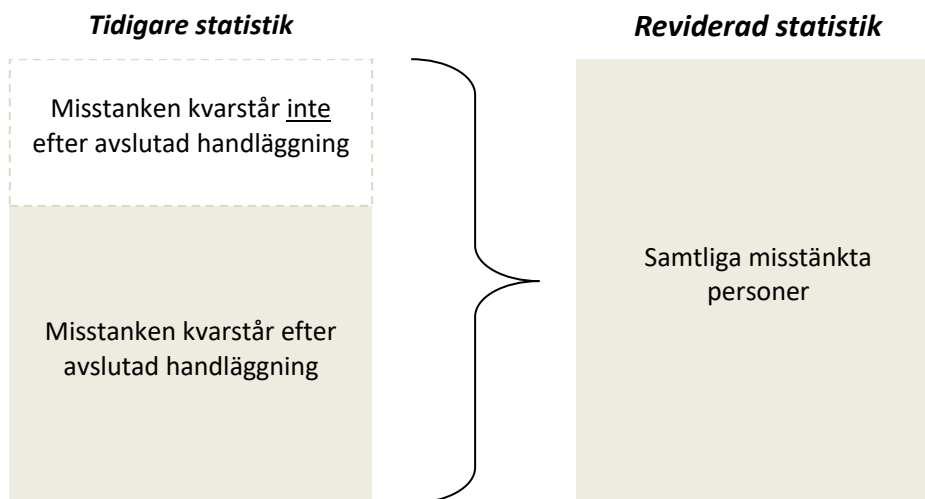 Tidigare statistik
Reviderad statistik
Misstanken kvarstår inte
efter avslutad handläggning
Samtliga misstänkta
personer
Misstanken kvarstår efter
avslutad handläggning